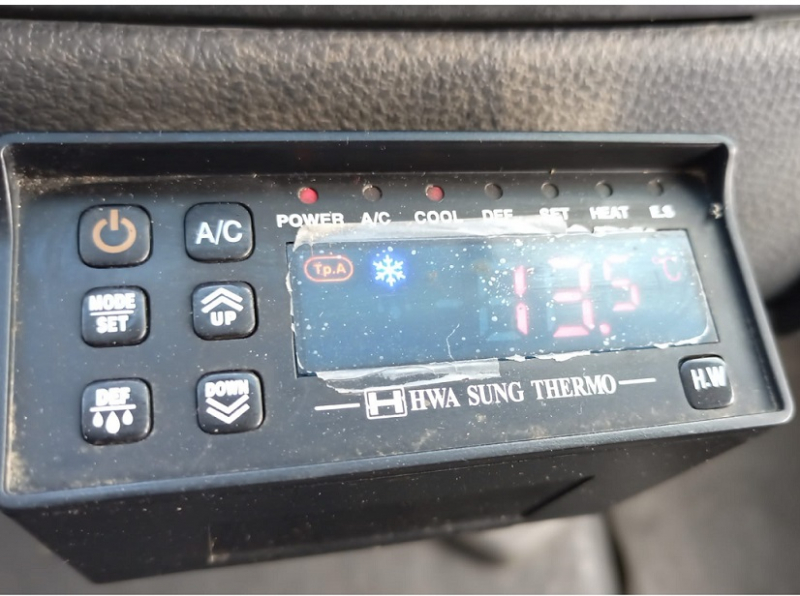 POWER A/C COOL DEF SET HEAT E.S
A/C
Tp.A 13.5 °C
MODE
SET
UP
DEF
DOWN
H HWA SUNG THERMO
H.W